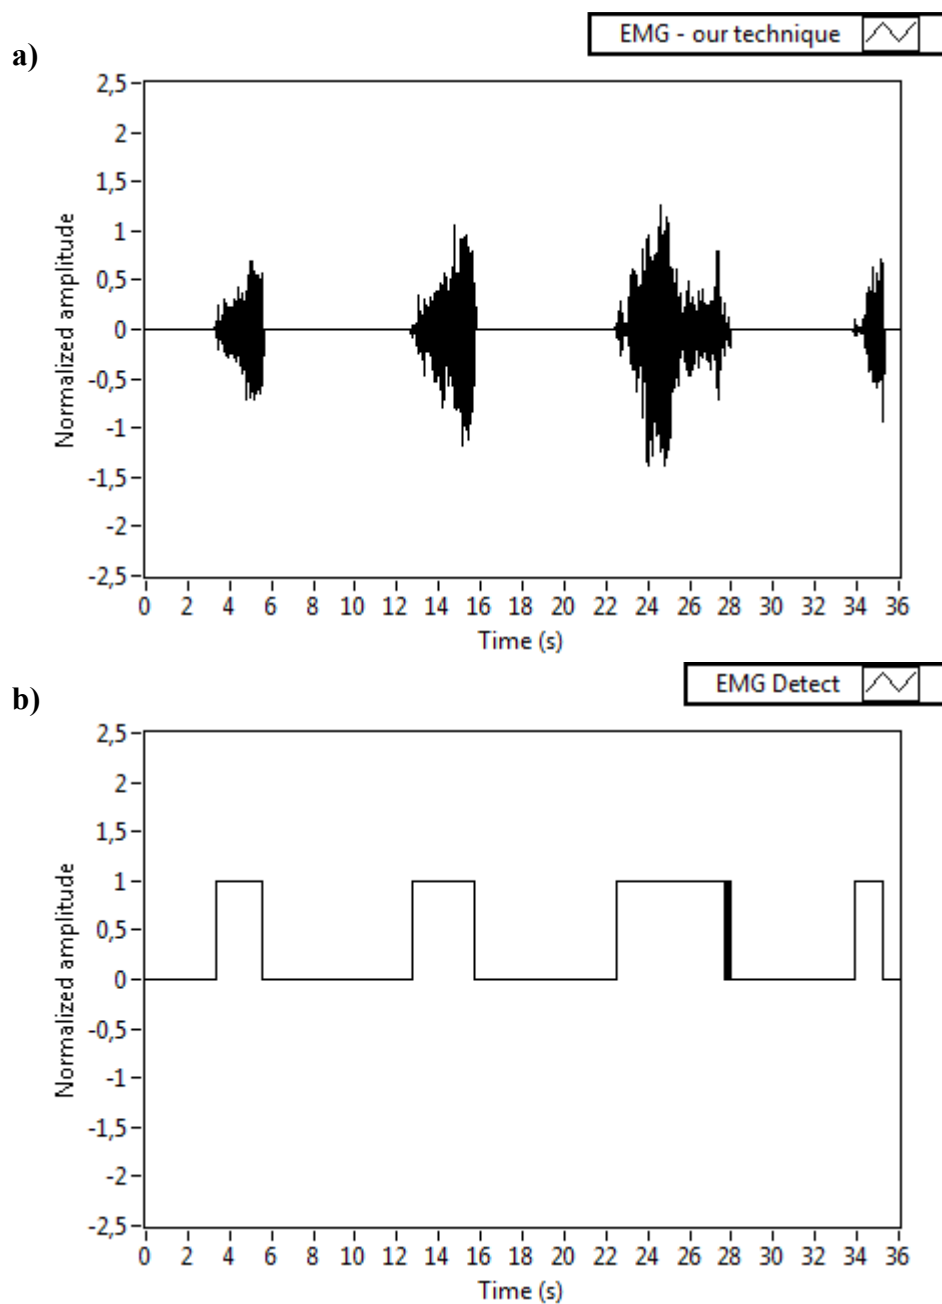 EMG - our technique
a)
2,5
2
1,5
1
0,5
0
-0,5
-1
-1,5
-2
-2,5
Normalized amplitude
0 2 4 6 8 10 12 14 16 18 20 22 24 26 28 30 32 34 36
Time (s)
EMG Detect
b)
2,5
2
1,5
1
0,5
0
-0,5
-1
-1,5
-2
-2,5
Normalized amplitude
0 2 4 6 8 10 12 14 16 18 20 22 24 26 28 30 32 34 36
Time (s)